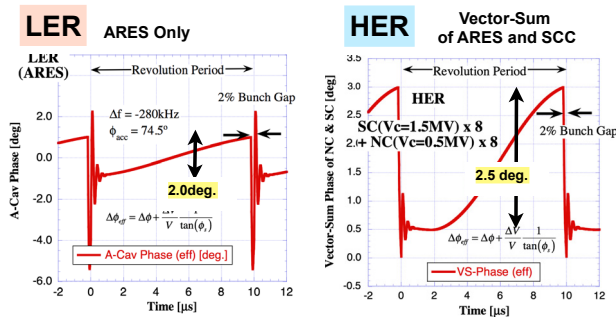 LER
ARES Only
LER
(ARES)
Revolution Period
Δf = -280kHz
ϕacc = 74.5º
2% Bunch Gap
2.0deg.
Δϕeff = Δϕ + V tan(ϕs)
A-Cav Phase (eff) [deg.]
A-Cav Phase [deg]
4.0
2.0
0.0
-2.0
-4.0
6.0
-2 0 2 4 6 8 10 12
Time [μs]
HER
Vector-Sum
of ARES and SCC
Revolution Period
HER
SC(Vc=1.5MV) x 8
+ NC(Vc=0.5MV) x 8
2% Bunch Gap
2.5 deg.
Δϕeff = Δϕ + ΔV/V 1/tan(ϕs)
VS-Phase (eff)
Vector-Sum Phase of NC & SC [deg]
3.5
3
2.5
2.
1.5
1
0.5
0
-2 0 2 4 6 8 10 12
Time [μs]